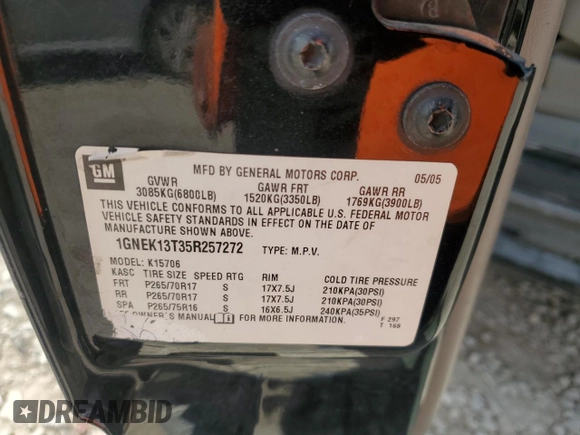 GM
MFD BY GENERAL MOTORS CORP. 05/05
GVWR GAWR FRT GAWR RR
3085KG(6800LB) 1520KG(3350LB) 1769KG(3900LB)
THIS VEHICLE CONFORMS TO ALL APPLICABLE U.S. FEDERAL MOTOR
VEHICLE SAFETY STANDARDS IN EFFECT ON THE DATE OF
MANUFACTURE SHOWN ABOVE.
1GNEK13T35R257272 TYPE: M.P.V.
MODEL: K15706
KASC TIRE SIZE SPEED RTG RIM COLD TIRE PRESSURE
FRT P265/70R17 S 17X7.5J 210KPA(30PSI)
RR P265/70R17 S 17X7.5J 210KPA(30PSI)
SPA P265/75R16 S 16X6.5J 240KPA(35PSI)
OWNER'S MANUAL FOR MORE INFORMATION.
F 297
T 168
DREAMBID